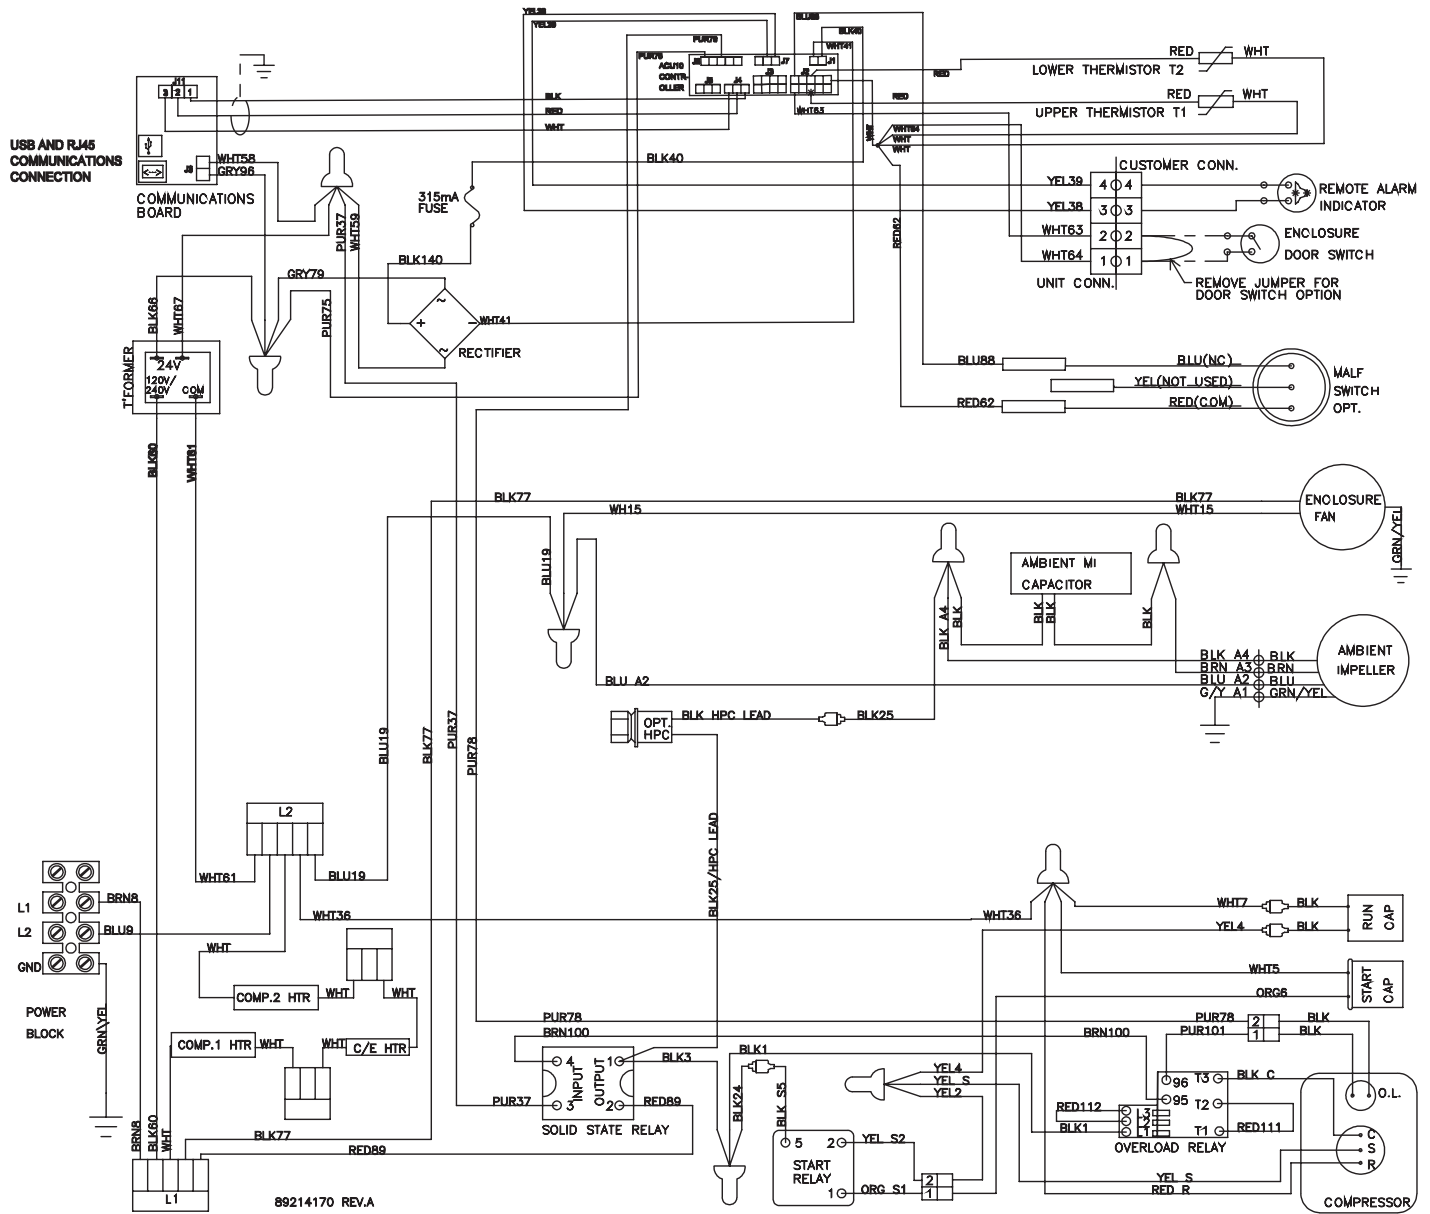 YEL38
YEL39
BLU88
PUR79
BLK40
WHT41
PUR78
J6
J7
J1
ACU10
CONTR-
OLLER
J5
J4
J3
J2
RED
RED
WHT
LOWER THERMISTOR T2
RED
WHT
UPPER THERMISTOR T1
RED
WHT63
WHT
WHT64
WHT
WHT
J11
3 2 1
BLK
RED
WHT
USB AND RJ45
COMMUNICATIONS
CONNECTION
J8
WHT58
GRY96
COMMUNICATIONS
BOARD
BLK40
315mA
FUSE
PUR37
WHT59
CUSTOMER CONN.
YEL39
4 4
YEL38
3 3
WHT63
2 2
WHT64
1 1
UNIT CONN.
REMOTE ALARM
INDICATOR
ENCLOSURE
DOOR SWITCH
REMOVE JUMPER FOR
DOOR SWITCH OPTION
RED62
BLK140
GRY79
PUR75
BLK66
WHT67
+
~
-
~
WHT41
RECTIFIER
T'FORMER
24V
120V/
240V
COM
BLU88
BLU(NC)
YEL(NOT USED)
RED62
RED(COM)
MALF
SWITCH
OPT.
BLK60
WHT61
BLK77
BLK77
WH15
WHT15
ENCLOSURE
FAN
GRN/YEL
BLU19
AMBIENT MI
CAPACITOR
BLK A4
BLK
BLK
BLK
BLK
BLK A4
BLK
BRN A3
BRN
BLU A2
BLU
G/Y A1
GRN/YEL
AMBIENT
IMPELLER
BLU A2
OPT.
HPC
BLK HPC LEAD
BLK25
BLU19
BLK77
PUR37
PUR78
BLK25/HPC LEAD
L2
WHT61
BLU19
L1
BRN8
L2
BLU9
GND
POWER
BLOCK
GRN\YEL
WHT36
WHT36
WHT7
BLK
YEL4
BLK
RUN
CAP
WHT5
ORG6
START
CAP
WHT
COMP.2 HTR
WHT
WHT
COMP.1 HTR
WHT
WHT
C/E HTR
PUR78
BRN100
BRN100
PUR78
PUR101
2
1
BLK
BLK
4
1
INPUT
OUTPUT
3
2
PUR37
RED89
SOLID STATE RELAY
BLK3
BLK1
BLK24
BLK S5
YEL4
YEL S
YEL2
96
95
T3
T2
T1
L3
L2
L1
RED112
BLK1
BLK C
RED111
OVERLOAD RELAY
O.L.
C
S
R
COMPRESSOR
5
2
1
START
RELAY
YEL S2
ORG S1
2
1
YEL S
RED R
BRN8
BLK60
WHT
BLK77
RED89
L1
89214170 REV.A